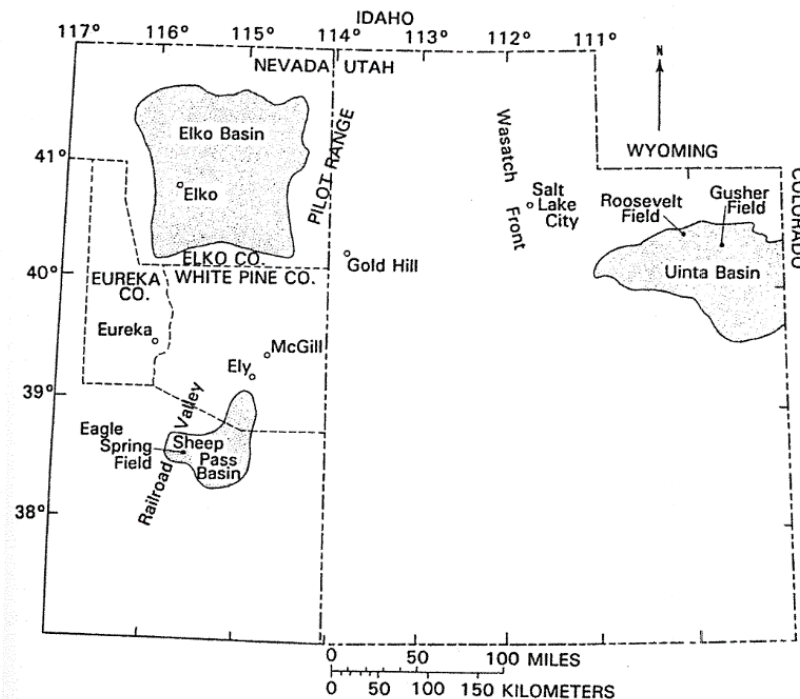 IDAHO
117° 116° 115° 114° 113° 112° 111°
NEVADA UTAH
N
Elko Basin
PILOT RANGE
Wasatch Front
WYOMING
COLORADO
41°
Elko
Salt
Lake
City
Roosevelt
Field
Gusher
Field
ELKO CO.
40°
WHITE PINE CO.
Gold Hill
Uinta Basin
EUREKA
CO.
Eureka
McGill
Ely
39°
Railroad Valley
Eagle
Spring
Field
Sheep
Pass
Basin
38°
0 50 100 MILES
0 50 100 150 KILOMETERS